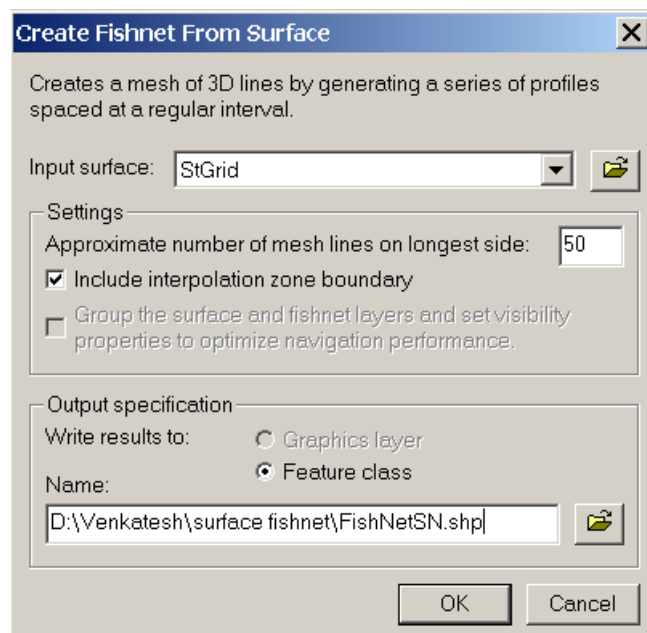 Create Fishnet From Surface
Creates a mesh of 3D lines by generating a series of profiles
spaced at a regular interval.
Input surface: StGrid
Settings
Approximate number of mesh lines on longest side: 50
Include interpolation zone boundary
Group the surface and fishnet layers and set visibility
properties to optimize navigation performance.
Output specification
Write results to: Graphics layer
Feature class
Name:
D:\Venkatesh\surface fishnet\FishNetSN.shp
OK Cancel